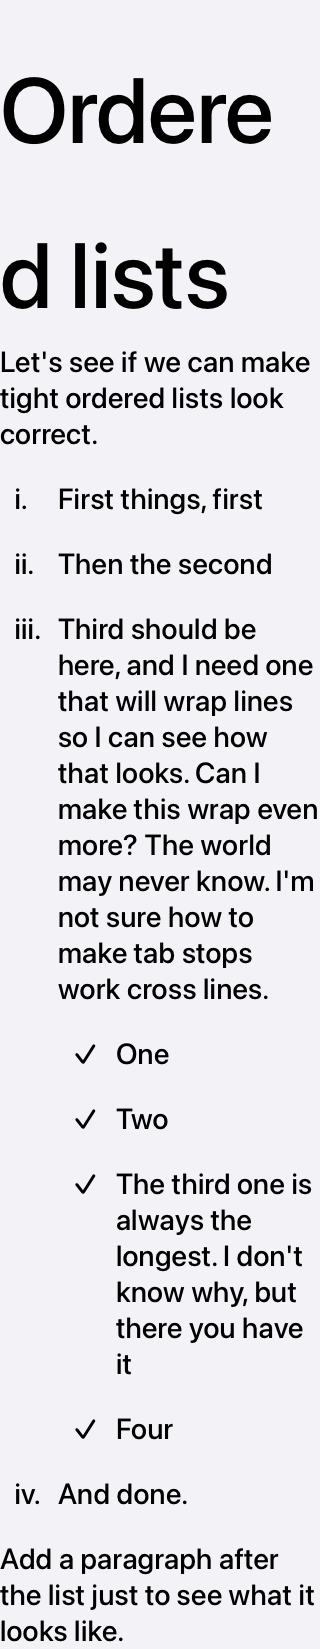 Ordere
d lists
Let's see if we can make
tight ordered lists look
correct.
i. First things, first
ii. Then the second
iii. Third should be
here, and I need one
that will wrap lines
so I can see how
that looks. Can I
make this wrap even
more? The world
may never know. I'm
not sure how to
make tab stops
work cross lines.
✓ One
✓ Two
✓ The third one is
always the
longest. I don't
know why, but
there you have
it
✓ Four
iv. And done.
Add a paragraph after
the list just to see what it
looks like.